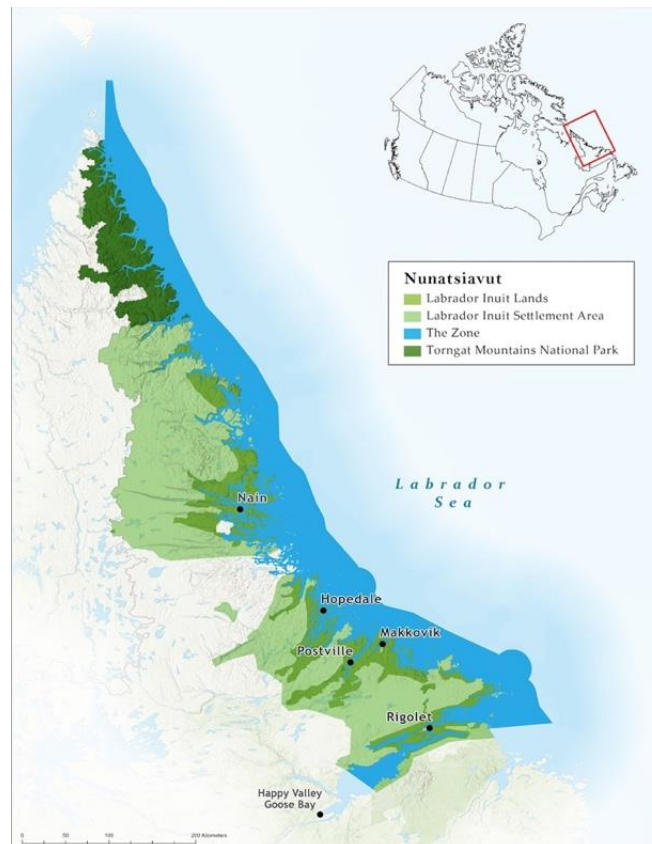 Nunatsiavut
Labrador Inuit Lands
Labrador Inuit Settlement Area
The Zone
Torngat Mountains National Park
Labrador
Sea
Nain
Hopedale
Makkovik
Postville
Rigolet
Happy Valley
Goose Bay
0 50 100 200 Kilometers